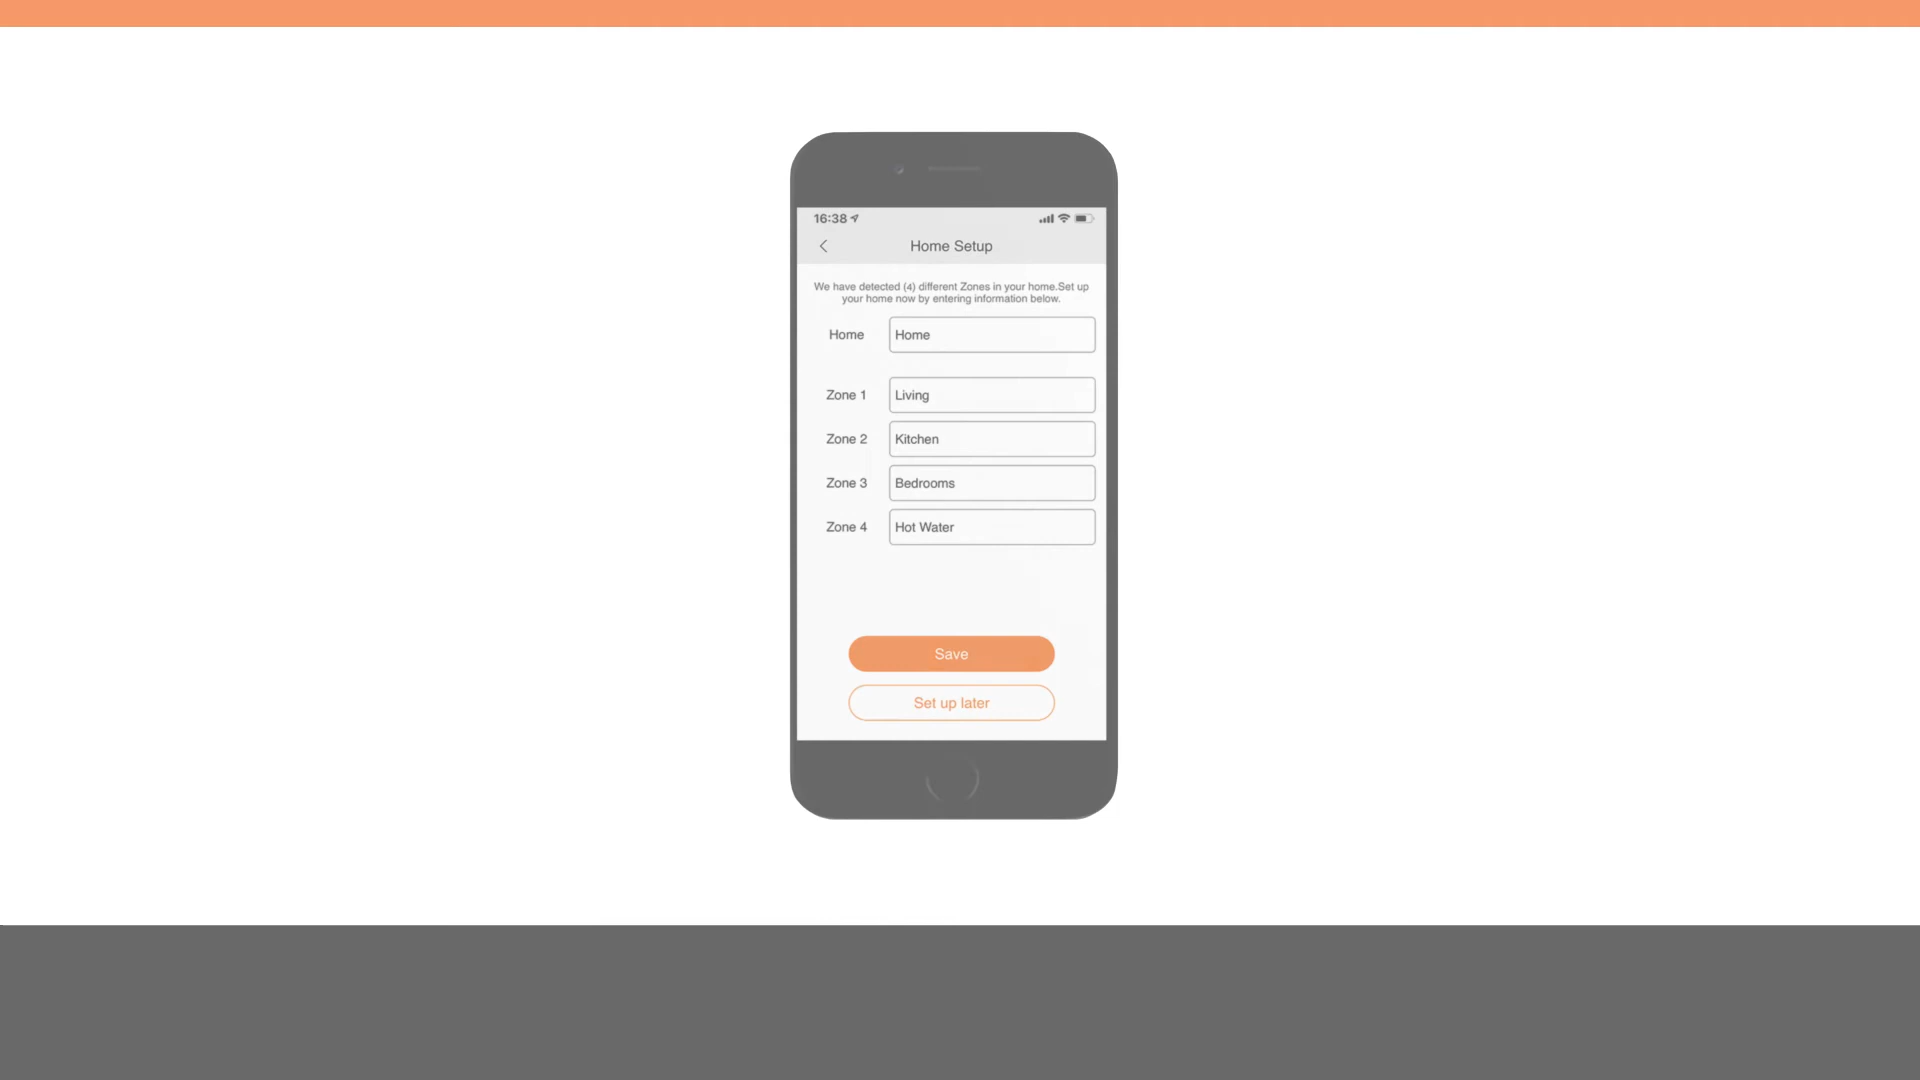 16:38
Home Setup
We have detected (4) different Zones in your home.Set up
your home now by entering information below.
Home Home
Zone 1 Living
Zone 2 Kitchen
Zone 3 Bedrooms
Zone 4 Hot Water
Save
Set up later